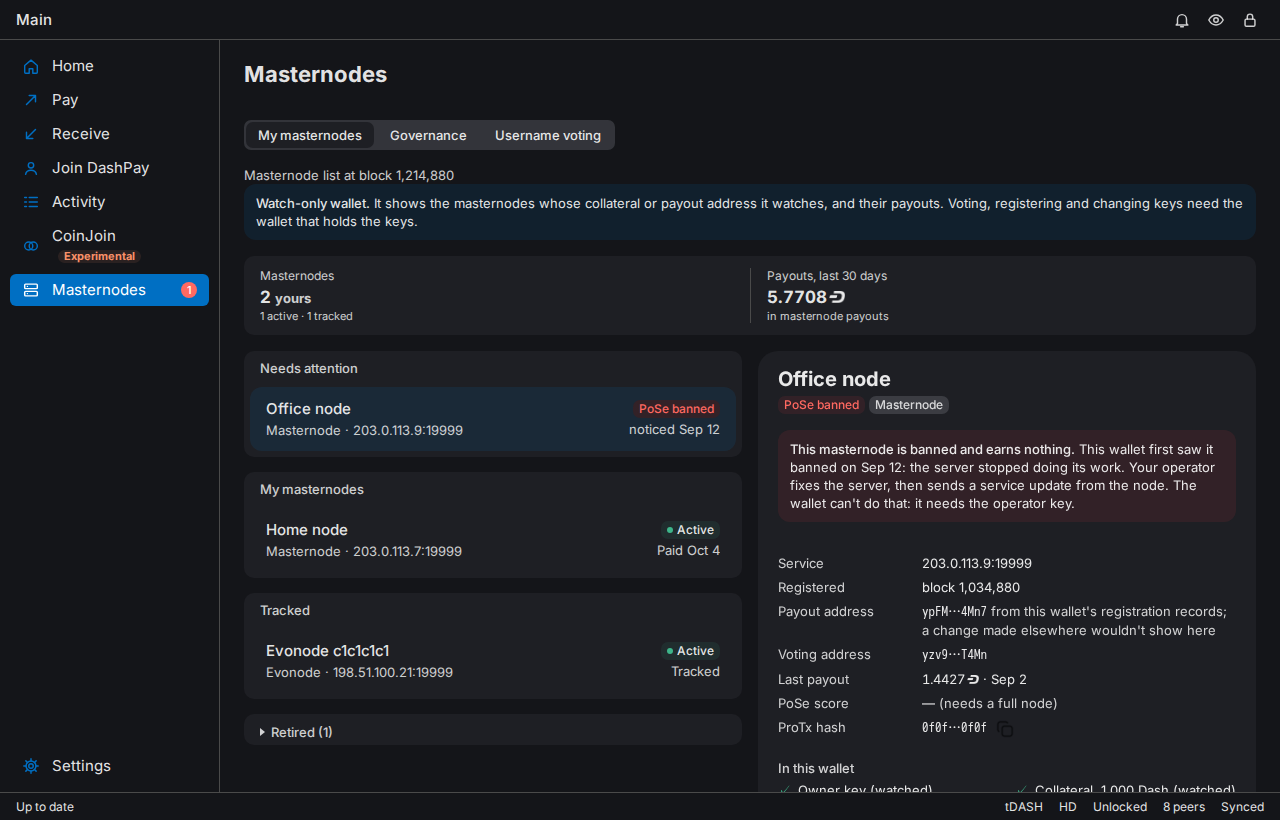 Main
Home
Pay
Receive
Join DashPay
Activity
CoinJoin
Experimental
Masternodes
1
Settings
Masternodes
My masternodes
Governance
Username voting
Masternode list at block 1,214,880
Watch-only wallet. It shows the masternodes whose collateral or payout address it watches, and their payouts. Voting, registering and changing keys need the
wallet that holds the keys.
Masternodes
2 yours
1 active · 1 tracked
Payouts, last 30 days
5.7708
in masternode payouts
Needs attention
Office node
PoSe banned
Masternode · 203.0.113.9:19999
noticed Sep 12
My masternodes
Home node
Active
Masternode · 203.0.113.7:19999
Paid Oct 4
Tracked
Evonode c1c1c1c1
Active
Evonode · 198.51.100.21:19999
Tracked
Retired (1)
Office node
PoSe banned
Masternode
This masternode is banned and earns nothing. This wallet first saw it
banned on Sep 12: the server stopped doing its work. Your operator
fixes the server, then sends a service update from the node. The
wallet can't do that: it needs the operator key.
Service 203.0.113.9:19999
Registered block 1,034,880
Payout address ypFM···4Mn7 from this wallet's registration records;
a change made elsewhere wouldn't show here
Voting address yzv9···T4Mn
Last payout 1.4427 · Sep 2
PoSe score — (needs a full node)
ProTx hash 0f0f···0f0f
In this wallet
✓ Owner key (watched) ✓ Collateral, 1,000 Dash (watched)
Up to date
tDASH HD Unlocked 8 peers Synced